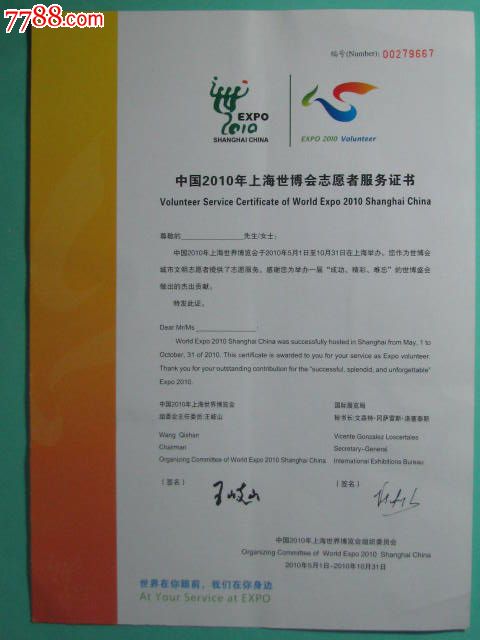 7788.com
编号(Number): 00279667
EXPO
2010
SHANGHAI CHINA
EXPO 2010 Volunteer
中国2010年上海世博会志愿者服务证书
Volunteer Service Certificate of World Expo 2010 Shanghai China
尊敬的______________先生/女士:
中国2010年上海世界博览会于2010年5月1日至10月31日在上海举办。您作为世博会
城市文明志愿者提供了志愿服务。感谢您为举办一届“成功、精彩、难忘”的世博盛会
做出的杰出贡献。
特发此证。
Dear Mr/Ms ______________:
World Expo 2010 Shanghai China was successfully hosted in Shanghai from May, 1 to
October, 31 of 2010. This certificate is awarded to you for your service as Expo volunteer.
Thank you for your outstanding contribution for the “successful, splendid, and unforgettable”
Expo 2010.
中国2010年上海世界博览会
组委会主任委员:王岐山
Wang Qishan
Chairman
Organizing Committee of World Expo 2010 Shanghai China
(签名)
王岐山
国际展览局
秘书长:文森特·冈萨雷斯·洛塞泰斯
Vicente Gonzalez Loscertales
Secretary-General
International Exhibitions Bureau
(签名)
中国2010年上海世界博览会组织委员会
Organizing Committee of World Expo 2010 Shanghai China
2010年5月1日-2010年10月31日
世界在你眼前，我们在你身边
At Your Service at EXPO